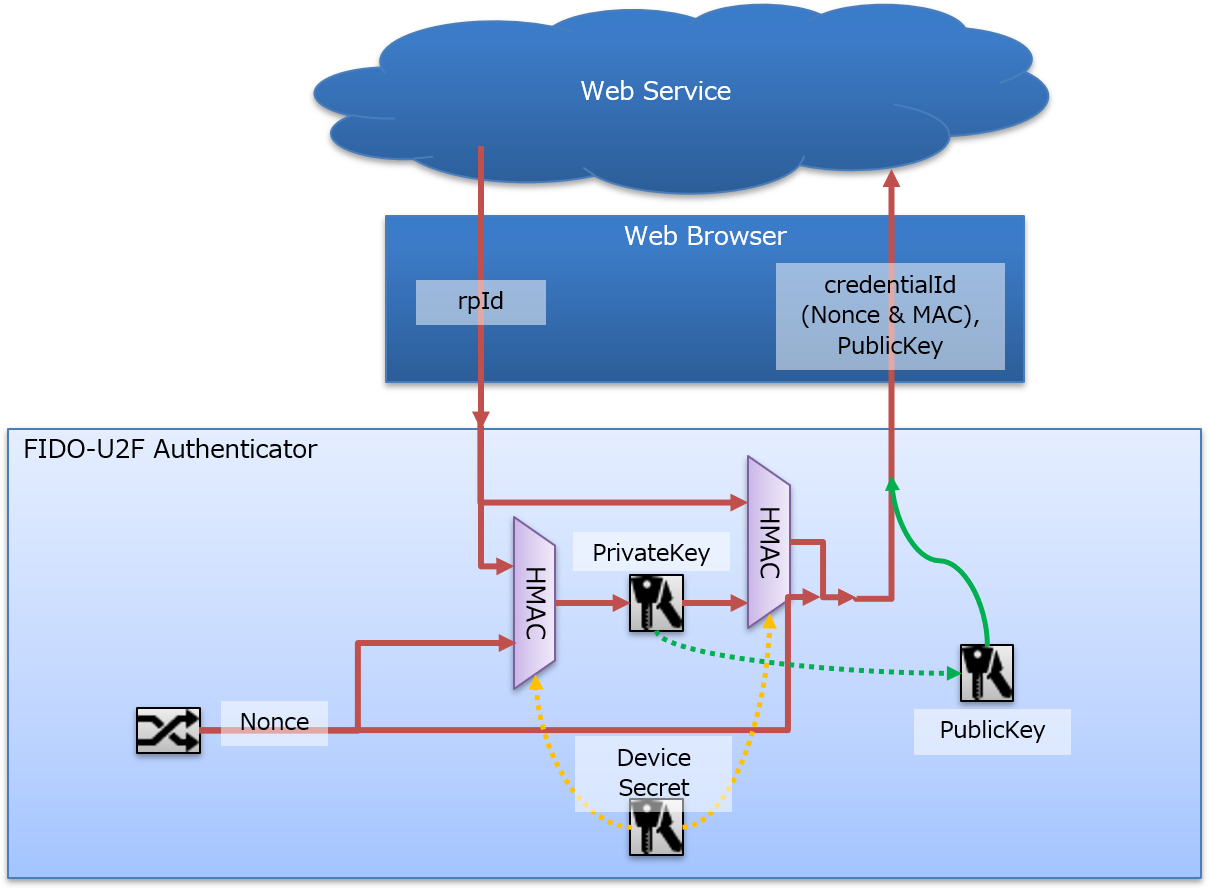 Web Service
Web Browser
rpId
credentialId
(Nonce & MAC),
PublicKey
FIDO-U2F Authenticator
HMAC
PrivateKey
HMAC
Nonce
Device
Secret
PublicKey